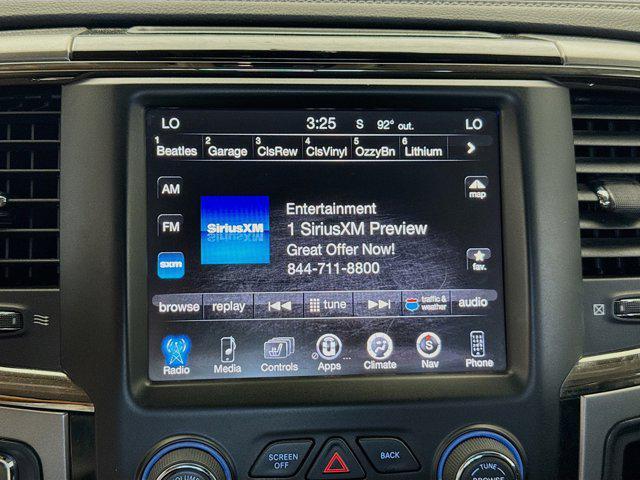 LO 3:25 S 92° out. LO
1 Beatles 2 Garage 3 ClsRew 4 ClsVinyl 5 OzzyBn 6 Lithium
AM
map
FM
SiriusXM
Entertainment
1 SiriusXM Preview
Great Offer Now!
844-711-8800
sxm
fav.
browse replay tune traffic & weather audio
Radio Media Controls Apps Climate Nav Phone
SCREEN OFF
BACK
VOLUME
TUNE
BROWSE